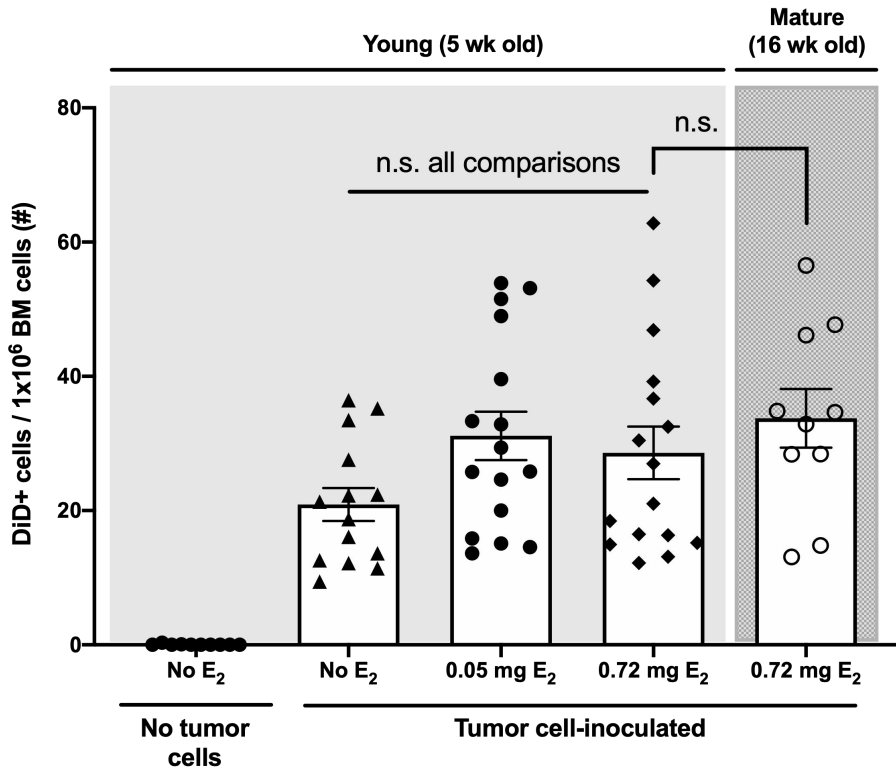 Mature
(16 wk old)
Young (5 wk old)
n.s.
n.s. all comparisons
DiD+ cells / 1x10⁶ BM cells (#)
80
60
40
20
0
No E₂
No E₂
0.05 mg E₂
0.72 mg E₂
0.72 mg E₂
No tumor
cells
Tumor cell-inoculated